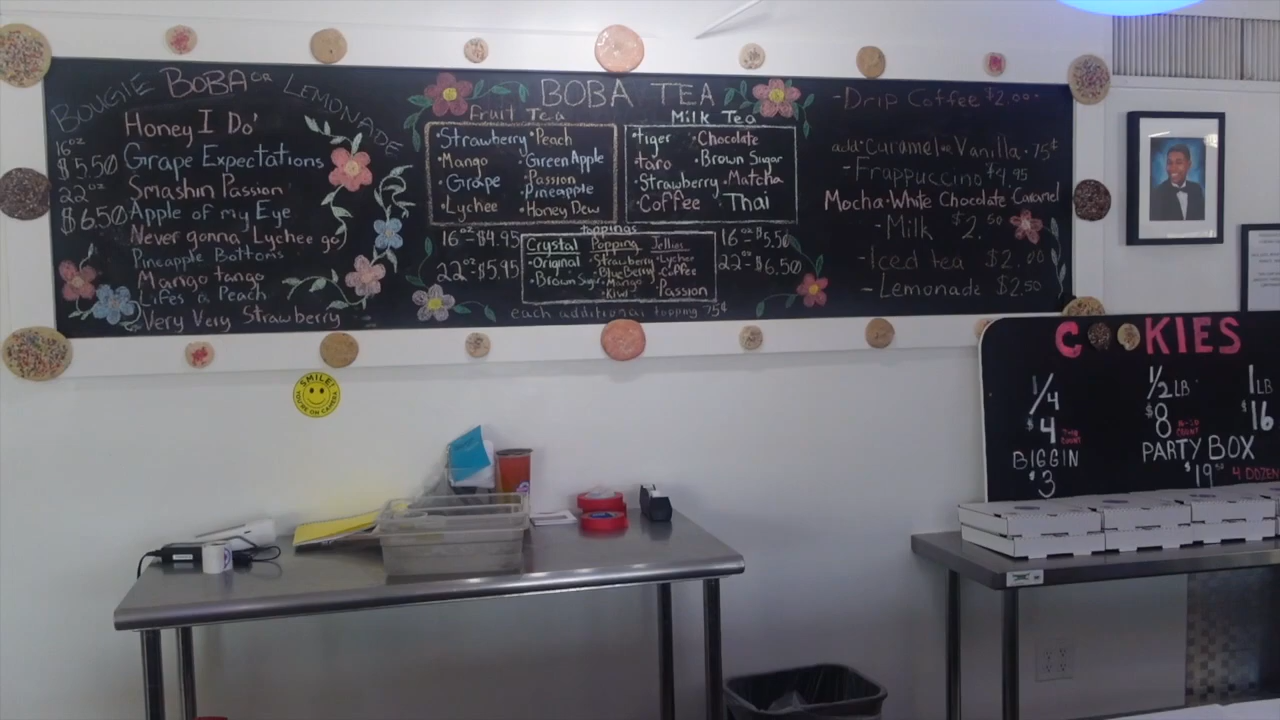 BOUGIE BOBA or LEMONADE
16oz
$5.50
22oz
$6.50
Honey I Do'
Grape Expectations
Smashin Passion
Apple of my Eye
Never gonna Lychee go)
Pineapple Bottoms
Mango tango
Lifes a Peach
Very Very Strawberry
BOBA TEA
Fruit Tea
•Strawberry •Peach
•Mango •Green Apple
•Grape •Passion
•Pineapple
•Lychee •Honey Dew
16oz-$4.95
22oz-$5.95
Milk Tea
•Tiger •Chocolate
•taro •Brown Sugar
•Strawberry •Matcha
•Coffee •Thai
16oz-$5.50
22oz-$6.50
toppings
Crystal Popping Jellies
•Original •Strawberry •Lychee
•Brown Sugar •BlueBerry •Coffee
•Mango •Passion
•Kiwi
each additional topping 75¢
-Drip Coffee $2.00
add Caramel or Vanilla •75¢
-Frappuccino $4.95
Mocha•White Chocolate•Caramel
-Milk $2.50
-Iced tea $2.00
-Lemonade $2.50
SMILE!
YOU'RE ON CAMERA
COOKIES
1/4 1/2 LB 1 LB
$4 $8 $16
COUNT COUNT
BIGGIN PARTY BOX
$3 $19 4 DOZEN